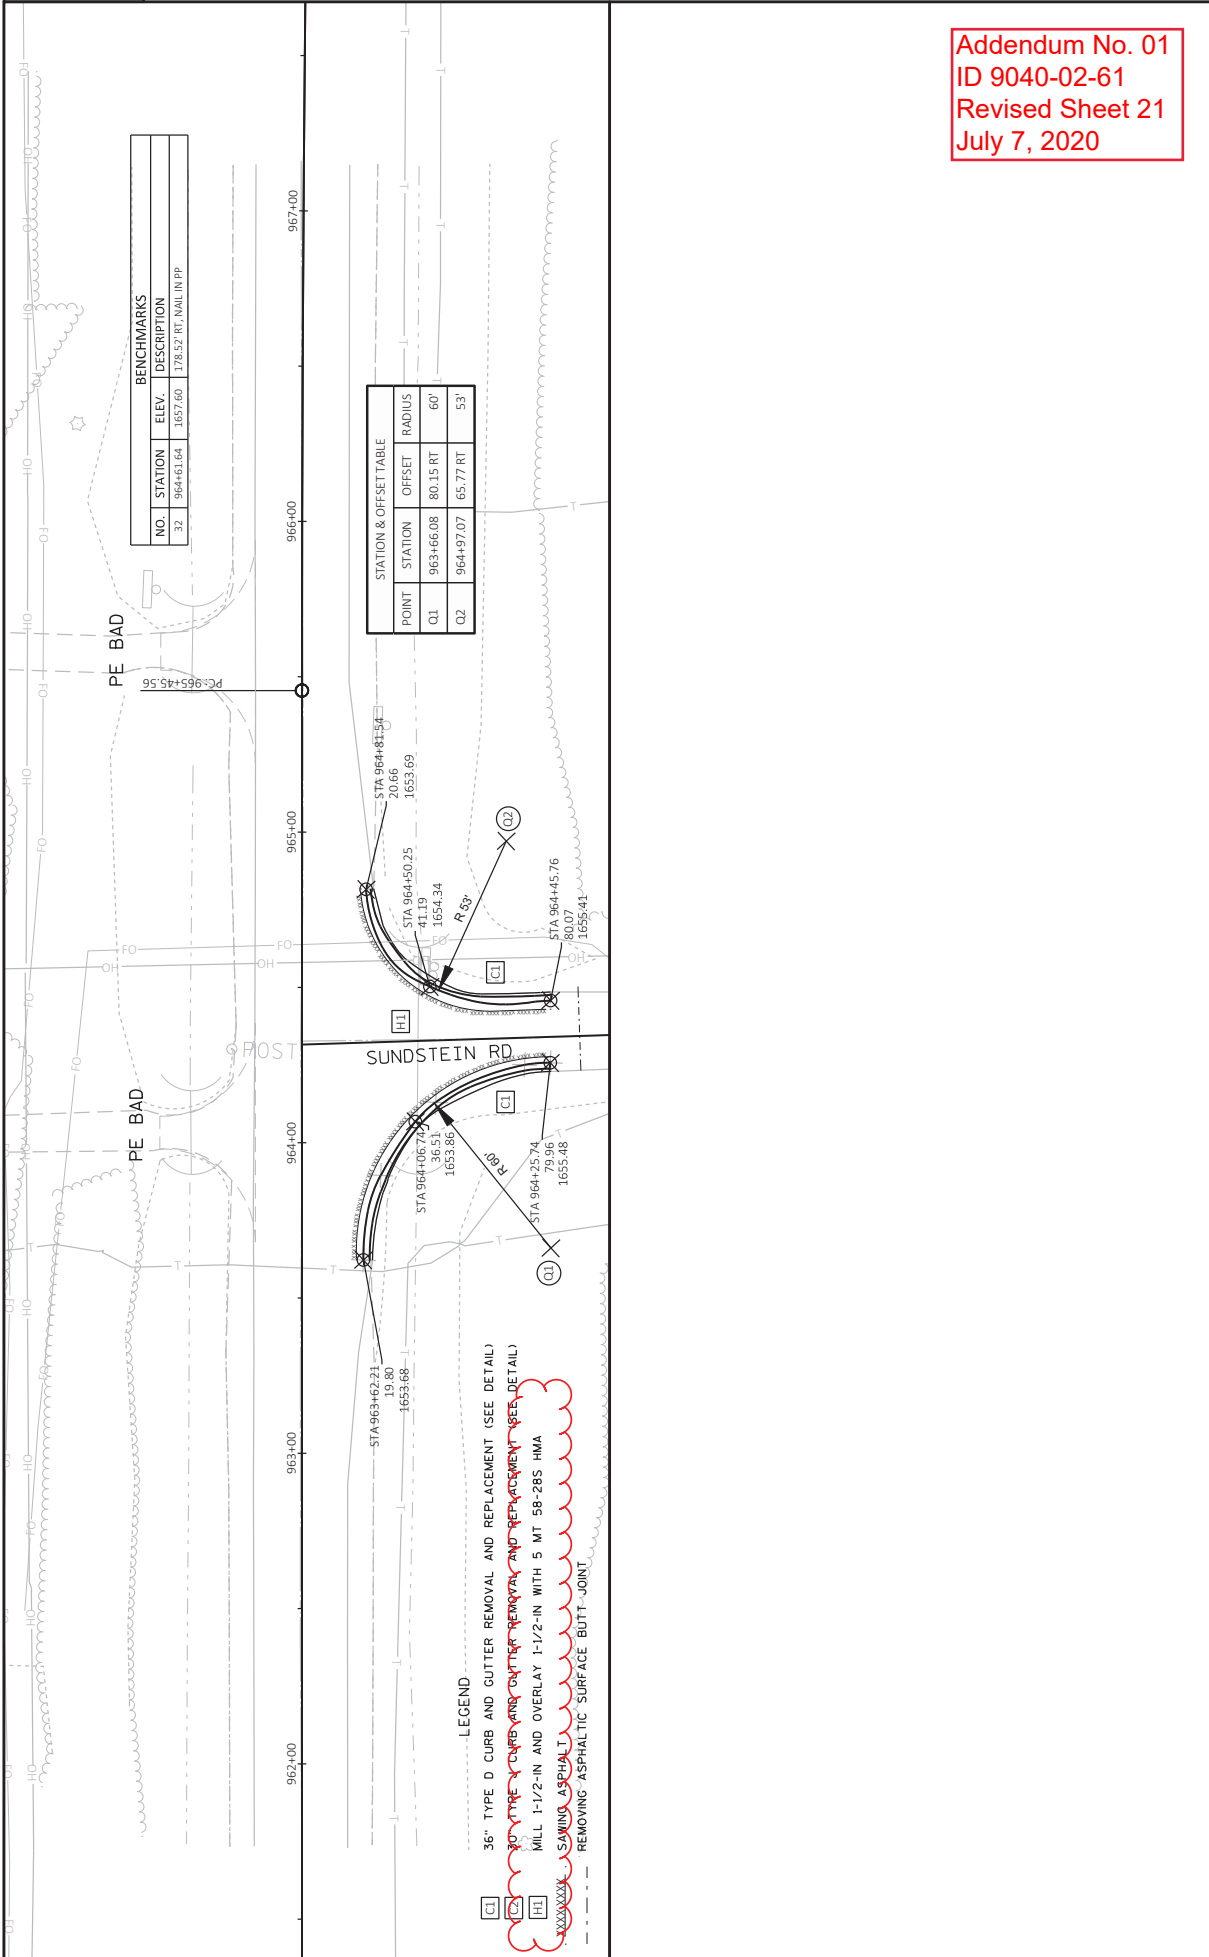 Addendum No. 01
ID 9040-02-61
Revised Sheet 21
July 7, 2020
BENCHMARKS
NO. STATION ELEV. DESCRIPTION
32 964+61.64 1657.60 178.52' RT, NAIL IN PP
STATION & OFFSET TABLE
POINT STATION OFFSET RADIUS
Q1 963+66.08 80.15 RT 60'
Q2 964+97.07 65.77 RT 53'
962+00
963+00
964+00
965+00
966+00
967+00
PE BAD
PE BAD
PC: 965+45.56
POST
SUNDSTEIN RD
STA 964+81.54
20.66
1653.69
STA 964+50.25
41.19
1654.34
R 53'
Q2
STA 964+45.76
80.07
1655.41
C1
H1
C1
STA 964+06.74
36.51
1653.86
R 60'
Q1
STA 964+25.74
79.96
1655.48
STA 963+62.21
19.80
1653.68
LEGEND
C1 36" TYPE D CURB AND GUTTER REMOVAL AND REPLACEMENT (SEE DETAIL)
C2 30" TYPE J CURB AND GUTTER REMOVAL AND REPLACEMENT (SEE DETAIL)
H1 MILL 1-1/2-IN AND OVERLAY 1-1/2-IN WITH 5 MT 58-28S HMA
SAWING ASPHALT
REMOVING ASPHALTIC SURFACE BUTT JOINT